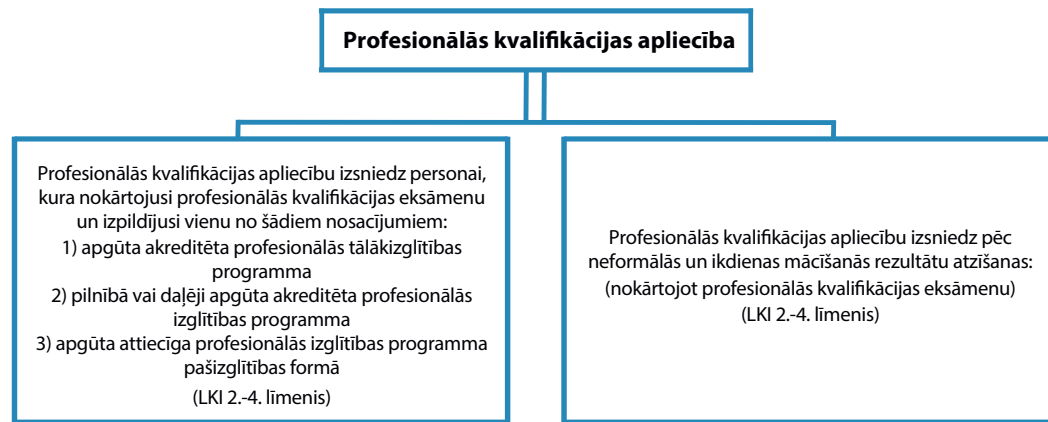 Profesionālās kvalifikācijas apliecība
Profesionālās kvalifikācijas apliecību izsniedz personai,
kura nokārtojusi profesionālās kvalifikācijas eksāmenu
un izpildījusi vienu no šādiem nosacījumiem:
1) apgūta akreditēta profesionālās tālākizglītības
programma
2) pilnībā vai daļēji apgūta akreditēta profesionālās
izglītības programma
3) apgūta attiecīga profesionālās izglītības programma
pašizglītības formā
(LKI 2.-4. līmenis)
Profesionālās kvalifikācijas apliecību izsniedz pēc
neformālās un ikdienas mācīšanās rezultātu atzīšanas:
(nokārtojot profesionālās kvalifikācijas eksāmenu)
(LKI 2.-4. līmenis)